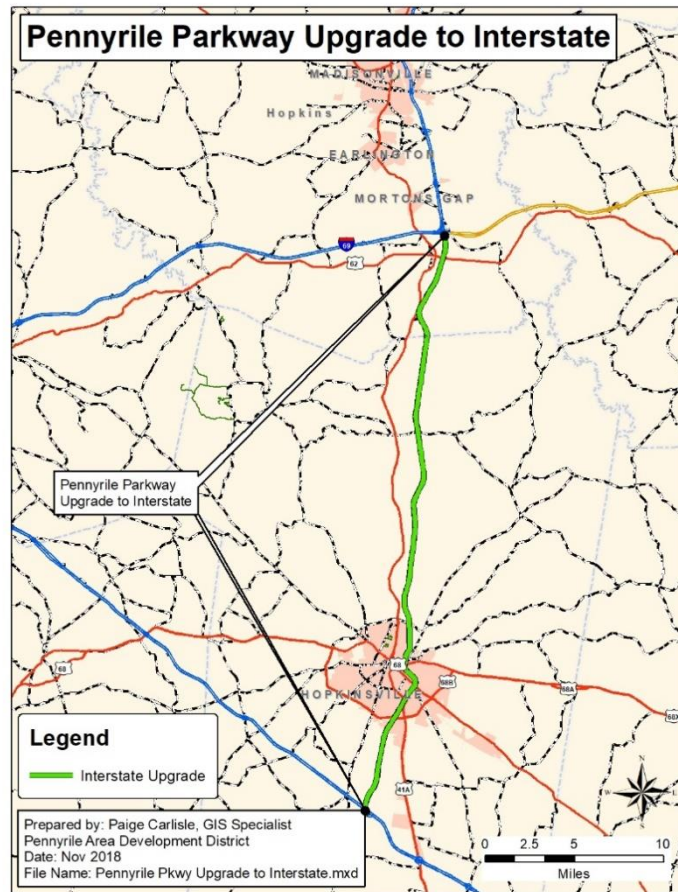 Pennyrile Parkway Upgrade to Interstate
MADISONVILLE
Hopkins
EARLINGTON
MORTONS GAP
69
62
Pennyrile Parkway
Upgrade to Interstate
68
68
68B
68A
68X
HOPKINSVILLE
41A
Legend
Interstate Upgrade
Prepared by: Paige Carlisle, GIS Specialist
Pennyrile Area Development District
Date: Nov 2018
File Name: Pennyrile Pkwy Upgrade to Interstate.mxd
N
W
E
S
0 2.5 5 10
Miles